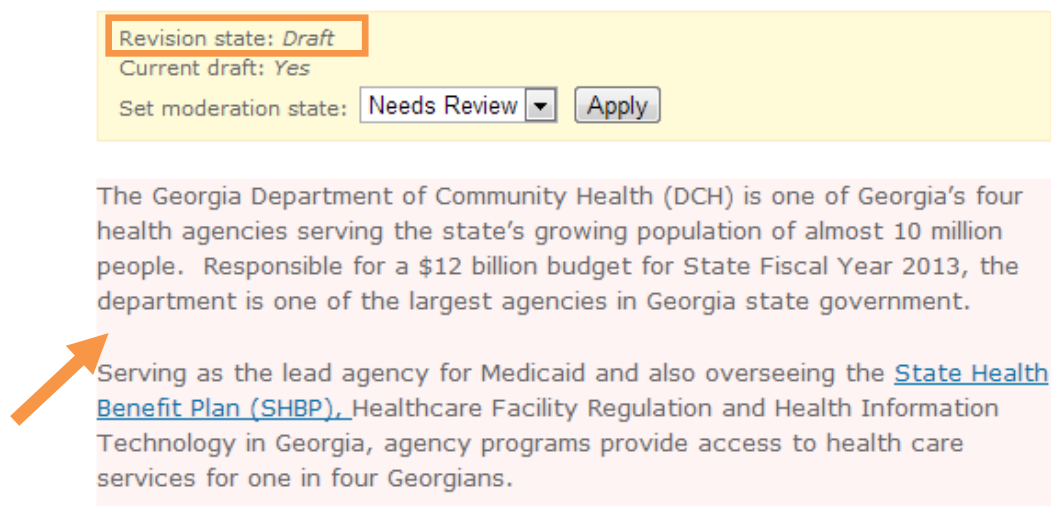 Revision state: Draft
Current draft: Yes
Set moderation state: Needs Review Apply
The Georgia Department of Community Health (DCH) is one of Georgia’s four
health agencies serving the state’s growing population of almost 10 million
people.  Responsible for a $12 billion budget for State Fiscal Year 2013, the
department is one of the largest agencies in Georgia state government.
Serving as the lead agency for Medicaid and also overseeing the State Health
Benefit Plan (SHBP), Healthcare Facility Regulation and Health Information
Technology in Georgia, agency programs provide access to health care
services for one in four Georgians.